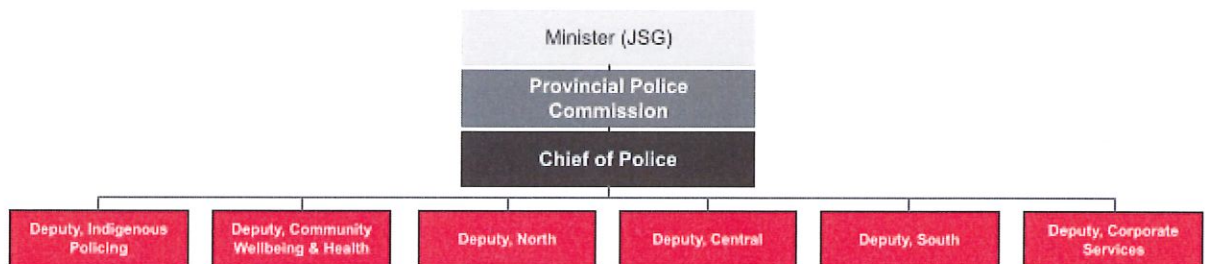 Minister (JSG)
Provincial Police
Commission
Chief of Police
Deputy, Indigenous
Policing
Deputy, Community
Wellbeing & Health
Deputy, North
Deputy, Central
Deputy, South
Deputy, Corporate
Services